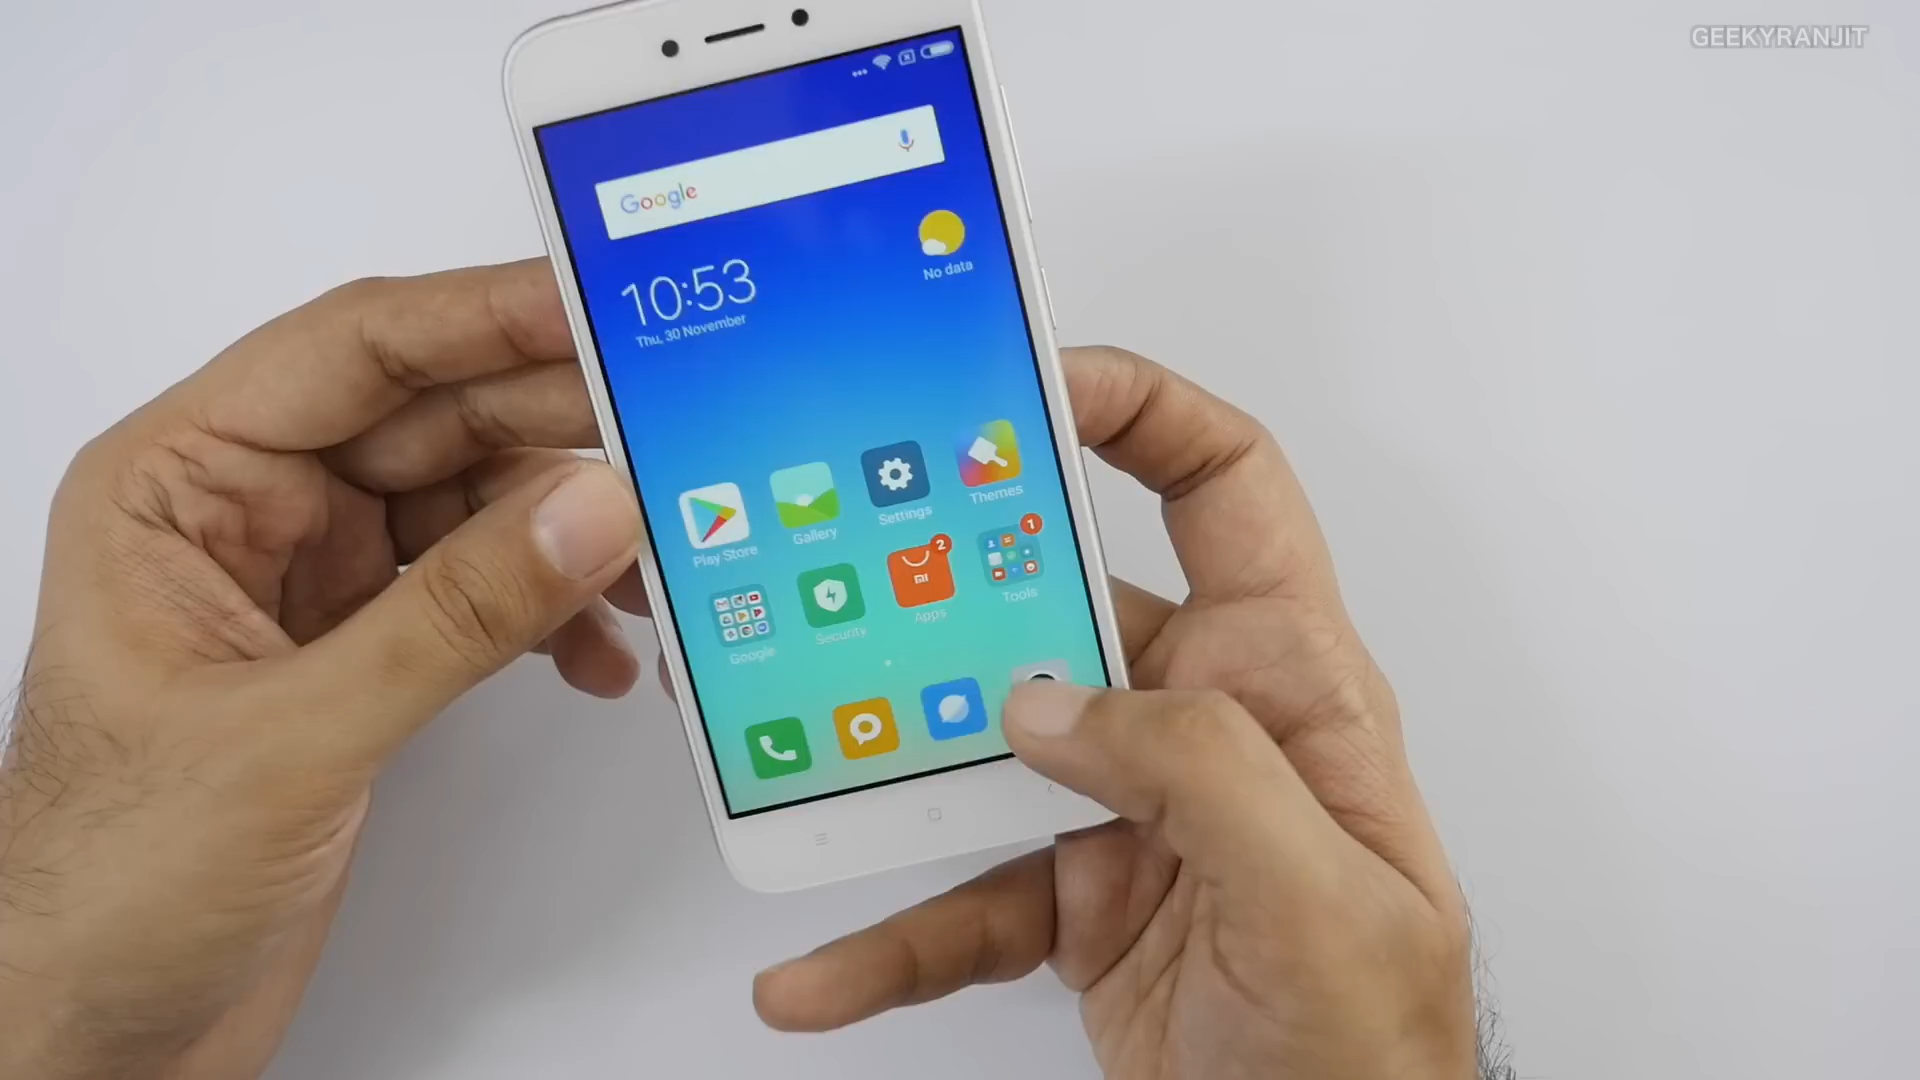 GEEKYRANJIT
Google
No data
10:53
Thu, 30 November
Play Store
Gallery
Settings
Themes
Google
Security
mi
2
Apps
1
Tools